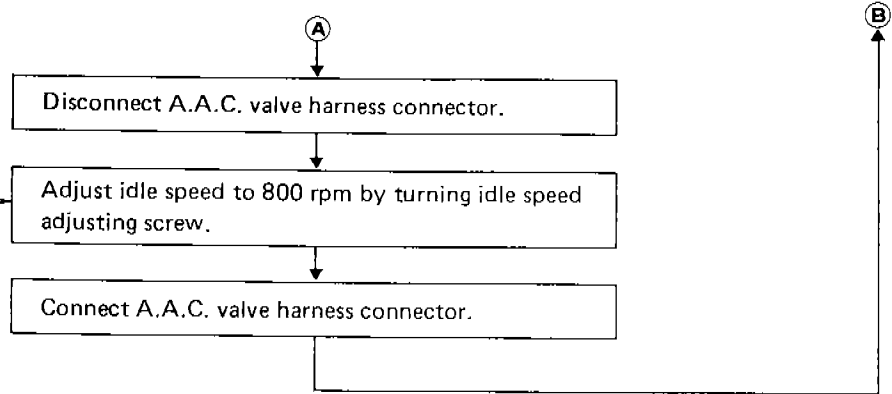 A
B
Disconnect A.A.C. valve harness connector.
Adjust idle speed to 800 rpm by turning idle speed
adjusting screw.
Connect A.A.C. valve harness connector.